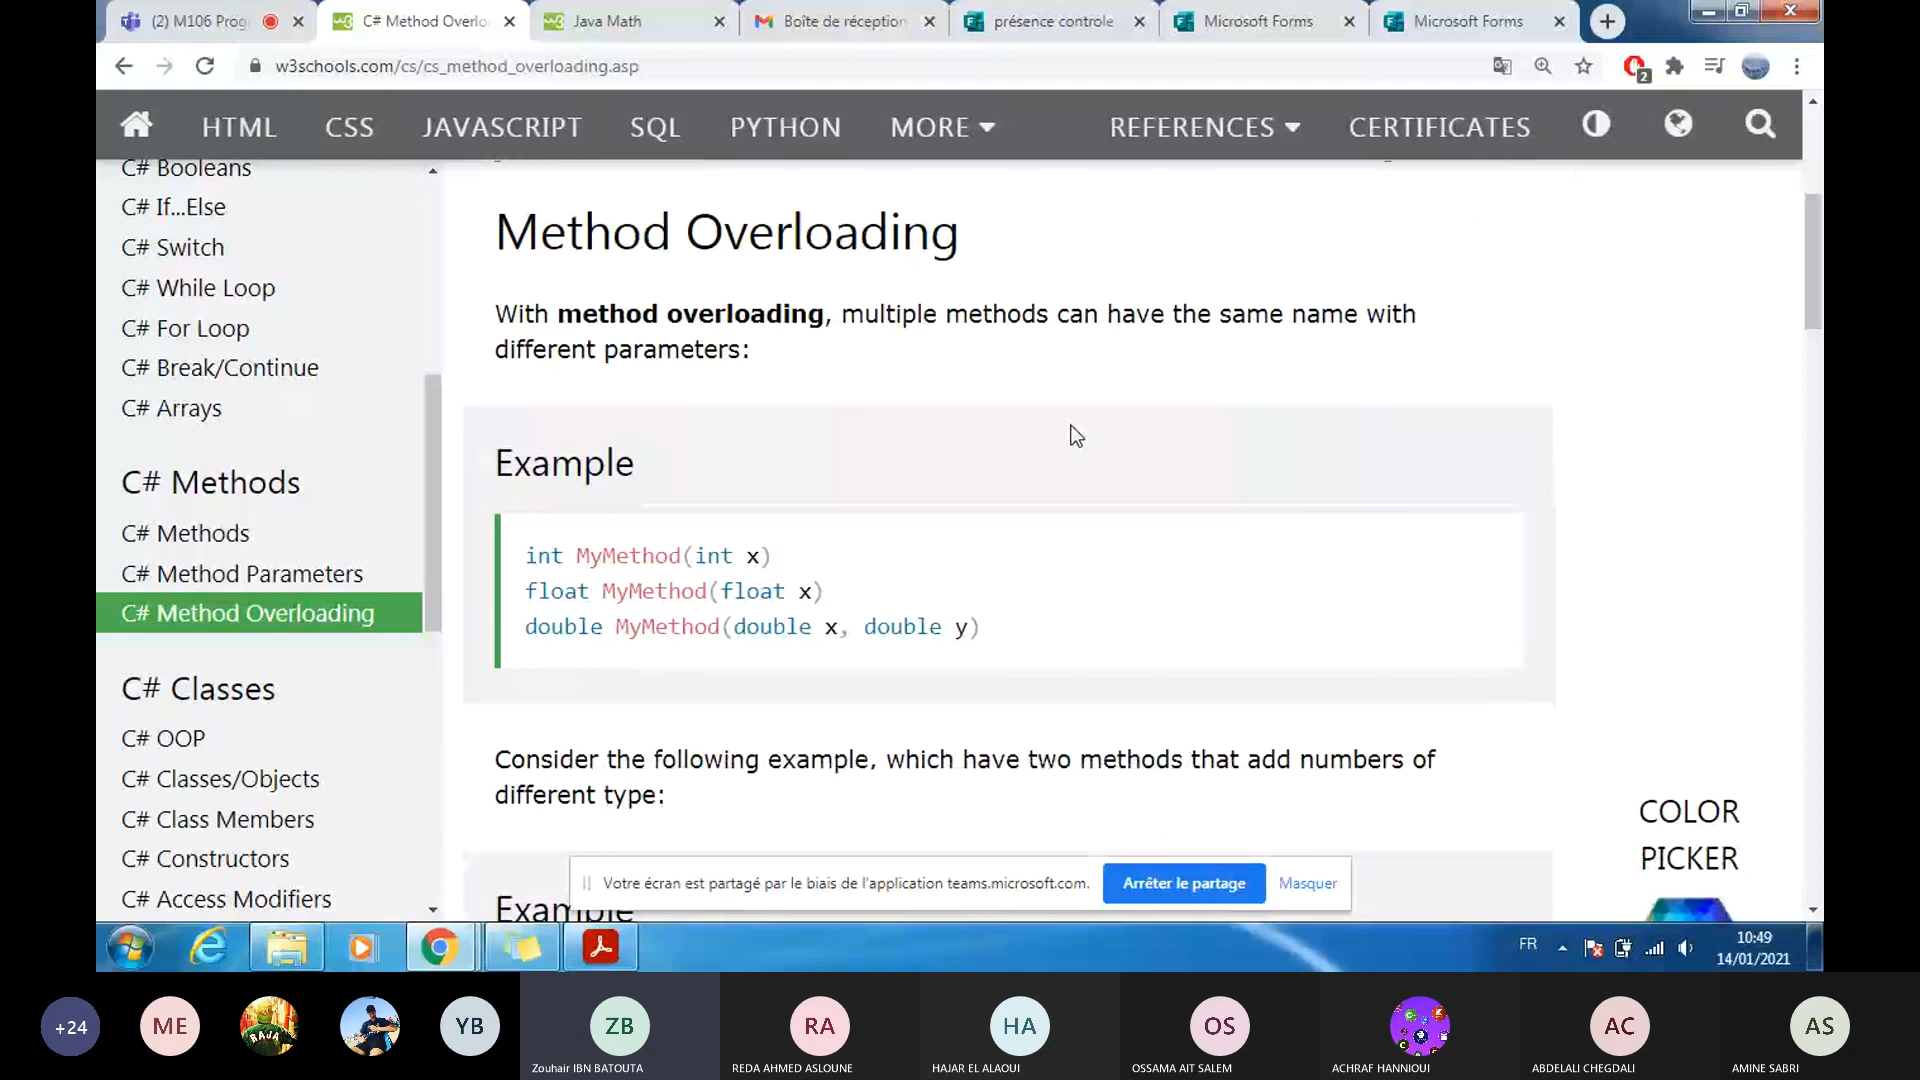 (2) M106 Prog
C# Method Overlo
Java Math
Boîte de réception
présence controle
Microsoft Forms
Microsoft Forms
w3schools.com/cs/cs_method_overloading.asp
2
HTML
CSS
JAVASCRIPT
SQL
PYTHON
MORE
REFERENCES
CERTIFICATES
C# Booleans
C# If...Else
C# Switch
C# While Loop
C# For Loop
C# Break/Continue
C# Arrays
C# Methods
C# Methods
C# Method Parameters
C# Method Overloading
C# Classes
C# OOP
C# Classes/Objects
C# Class Members
C# Constructors
C# Access Modifiers
Method Overloading
With method overloading, multiple methods can have the same name with
different parameters:
Example
int MyMethod(int x)
float MyMethod(float x)
double MyMethod(double x, double y)
Consider the following example, which have two methods that add numbers of
different type:
Example
COLOR
PICKER
Votre écran est partagé par le biais de l'application teams.microsoft.com.
Arrêter le partage
Masquer
FR
10:49
14/01/2021
+24
ME
RAJA
YB
ZB
Zouhair IBN BATOUTA
RA
REDA AHMED ASLOUNE
HA
HAJAR EL ALAOUI
OS
OSSAMA AIT SALEM
ACHRAF HANNIOUI
AC
ABDELALI CHEGDALI
AS
AMINE SABRI